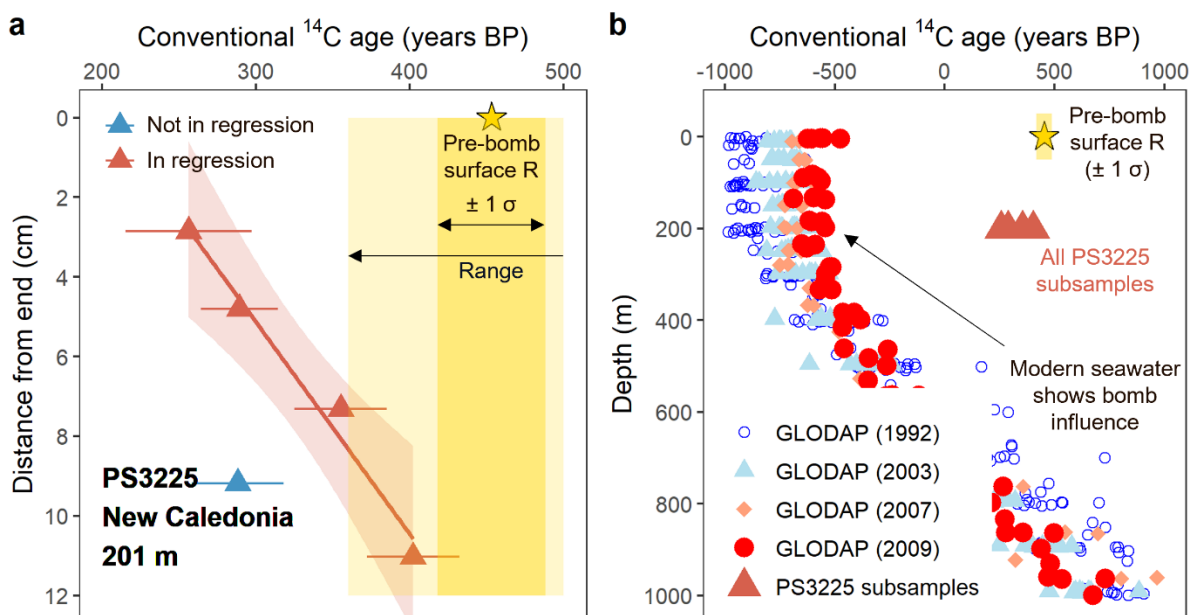 a
Conventional ¹⁴C age (years BP)
200 300 400 500
Distance from end (cm)
0
2
4
6
8
10
12
Not in regression
In regression
Pre-bomb
surface R
± 1 σ
Range
PS3225
New Caledonia
201 m
b
Conventional ¹⁴C age (years BP)
-1000 -500 0 500 1000
Depth (m)
0
200
400
600
800
1000
Pre-bomb
surface R
(± 1 σ)
All PS3225
subsamples
Modern seawater
shows bomb
influence
GLODAP (1992)
GLODAP (2003)
GLODAP (2007)
GLODAP (2009)
PS3225 subsamples